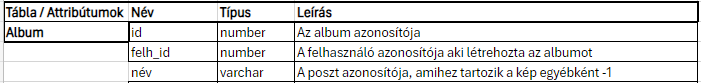 Tábla / Attribútumok Név Típus Leírás
Album id number Az album azonosítója
felh_id number A felhasználó azonosítója aki létrehozta az albumot
név varchar A poszt azonosítója, amihez tartozik a kép egyébként -1